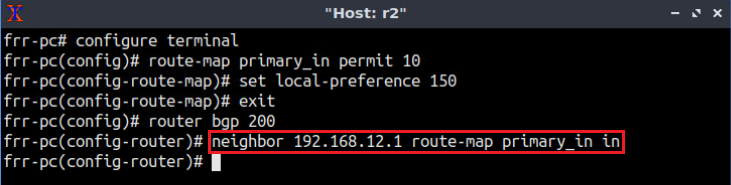 "Host: r2"
frr-pc# configure terminal
frr-pc(config)# route-map primary_in permit 10
frr-pc(config-route-map)# set local-preference 150
frr-pc(config-route-map)# exit
frr-pc(config)# router bgp 200
frr-pc(config-router)# neighbor 192.168.12.1 route-map primary_in in
frr-pc(config-router)#